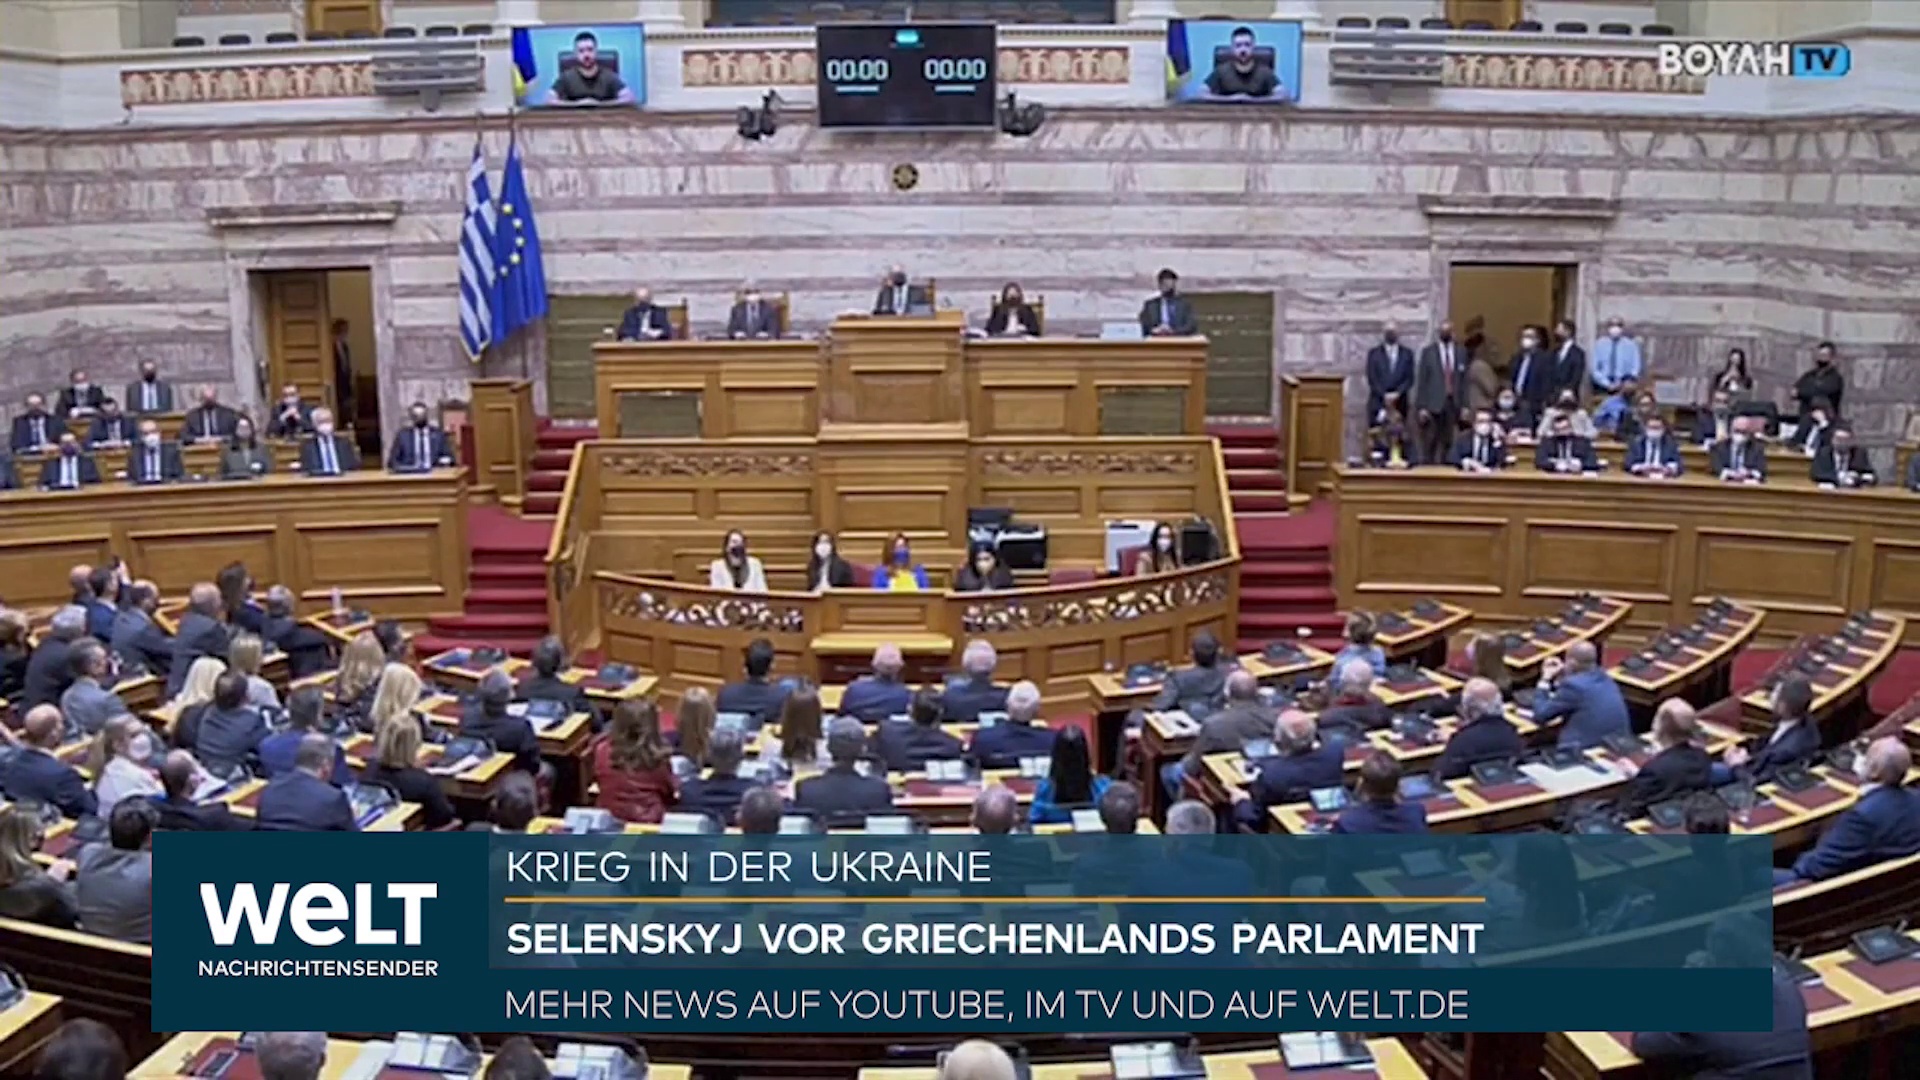 00:00 00:00
ΒΟΥΛΗ TV
KRIEG IN DER UKRAINE
SELENSKYJ VOR GRIECHENLANDS PARLAMENT
MEHR NEWS AUF YOUTUBE, IM TV UND AUF WELT.DE
WELT
NACHRICHTENSENDER